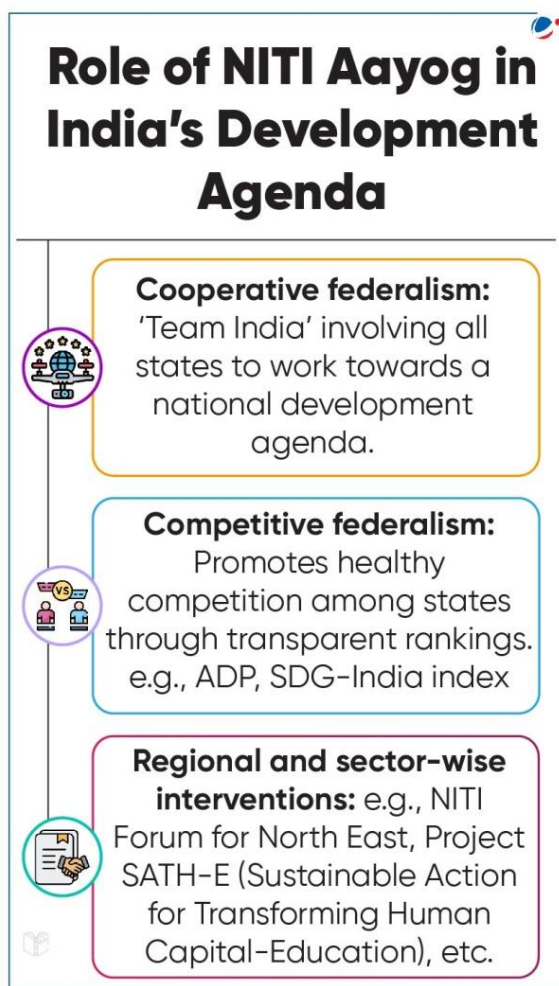 Role of NITI Aayog in
India's Development
Agenda
Cooperative federalism:
'Team India' involving all
states to work towards a
national development
agenda.
VS
Competitive federalism:
Promotes healthy
competition among states
through transparent rankings.
e.g., ADP, SDG-India index
Regional and sector-wise
interventions: e.g., NITI
Forum for North East, Project
SATH-E (Sustainable Action
for Transforming Human
Capital-Education), etc.